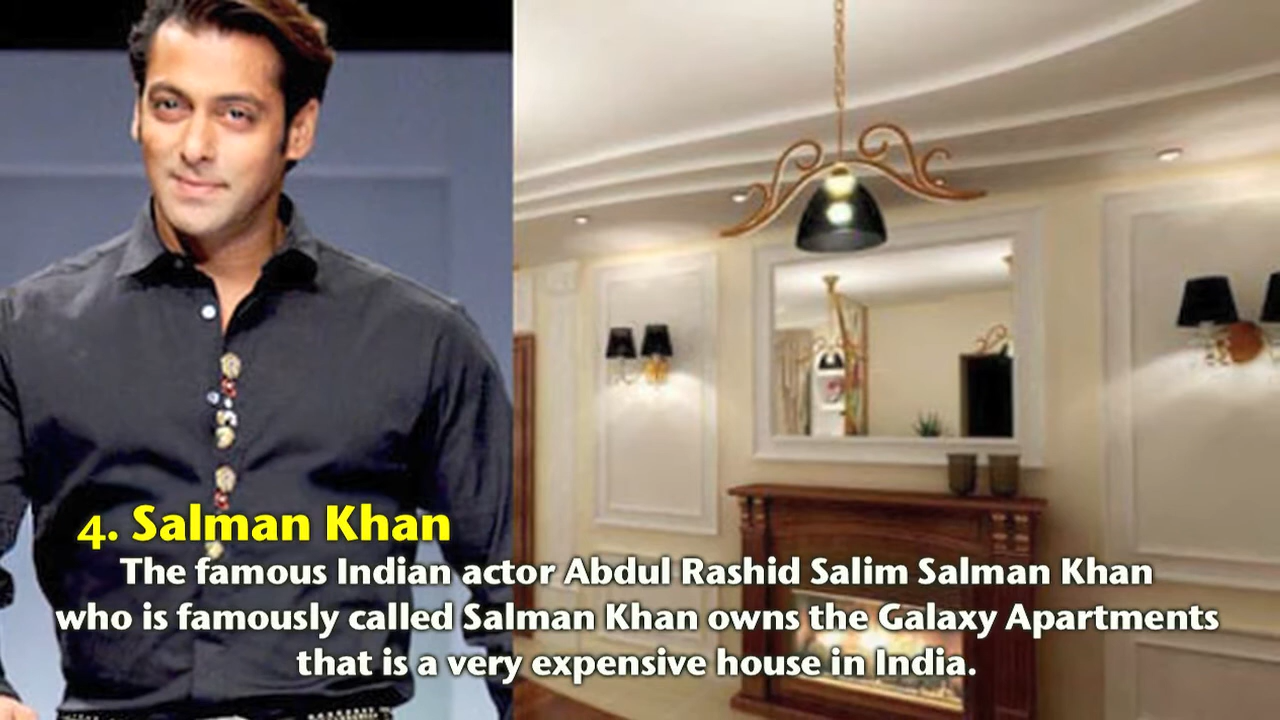 4. Salman Khan
The famous Indian actor Abdul Rashid Salim Salman Khan
who is famously called Salman Khan owns the Galaxy Apartments
that is a very expensive house in India.